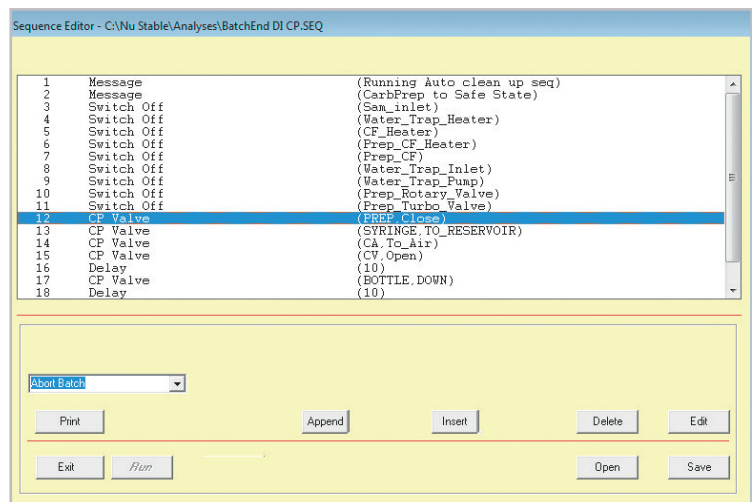 Sequence Editor - C:\Nu Stable\Analyses\BatchEnd DI CP.SEQ
1 Message (Running Auto clean up seq)
2 Message (CarbPrep to Safe State)
3 Switch Off (Sam_inlet)
4 Switch Off (Water_Trap_Heater)
5 Switch Off (CF_Heater)
6 Switch Off (Prep_CF_Heater)
7 Switch Off (Prep_CF)
8 Switch Off (Water_Trap_Inlet)
9 Switch Off (Water_Trap_Pump)
10 Switch Off (Prep_Rotary_Valve)
11 Switch Off (Prep_Turbo_Valve)
12 CP Valve (PREP,Close)
13 CP Valve (SYRINGE,TO_RESERVOIR)
14 CP Valve (CA,To_Air)
15 CP Valve (CV,Open)
16 Delay (10)
17 CP Valve (BOTTLE,DOWN)
18 Delay (10)
Abort Batch
Print Append Insert Delete Edit
Exit Run Open Save